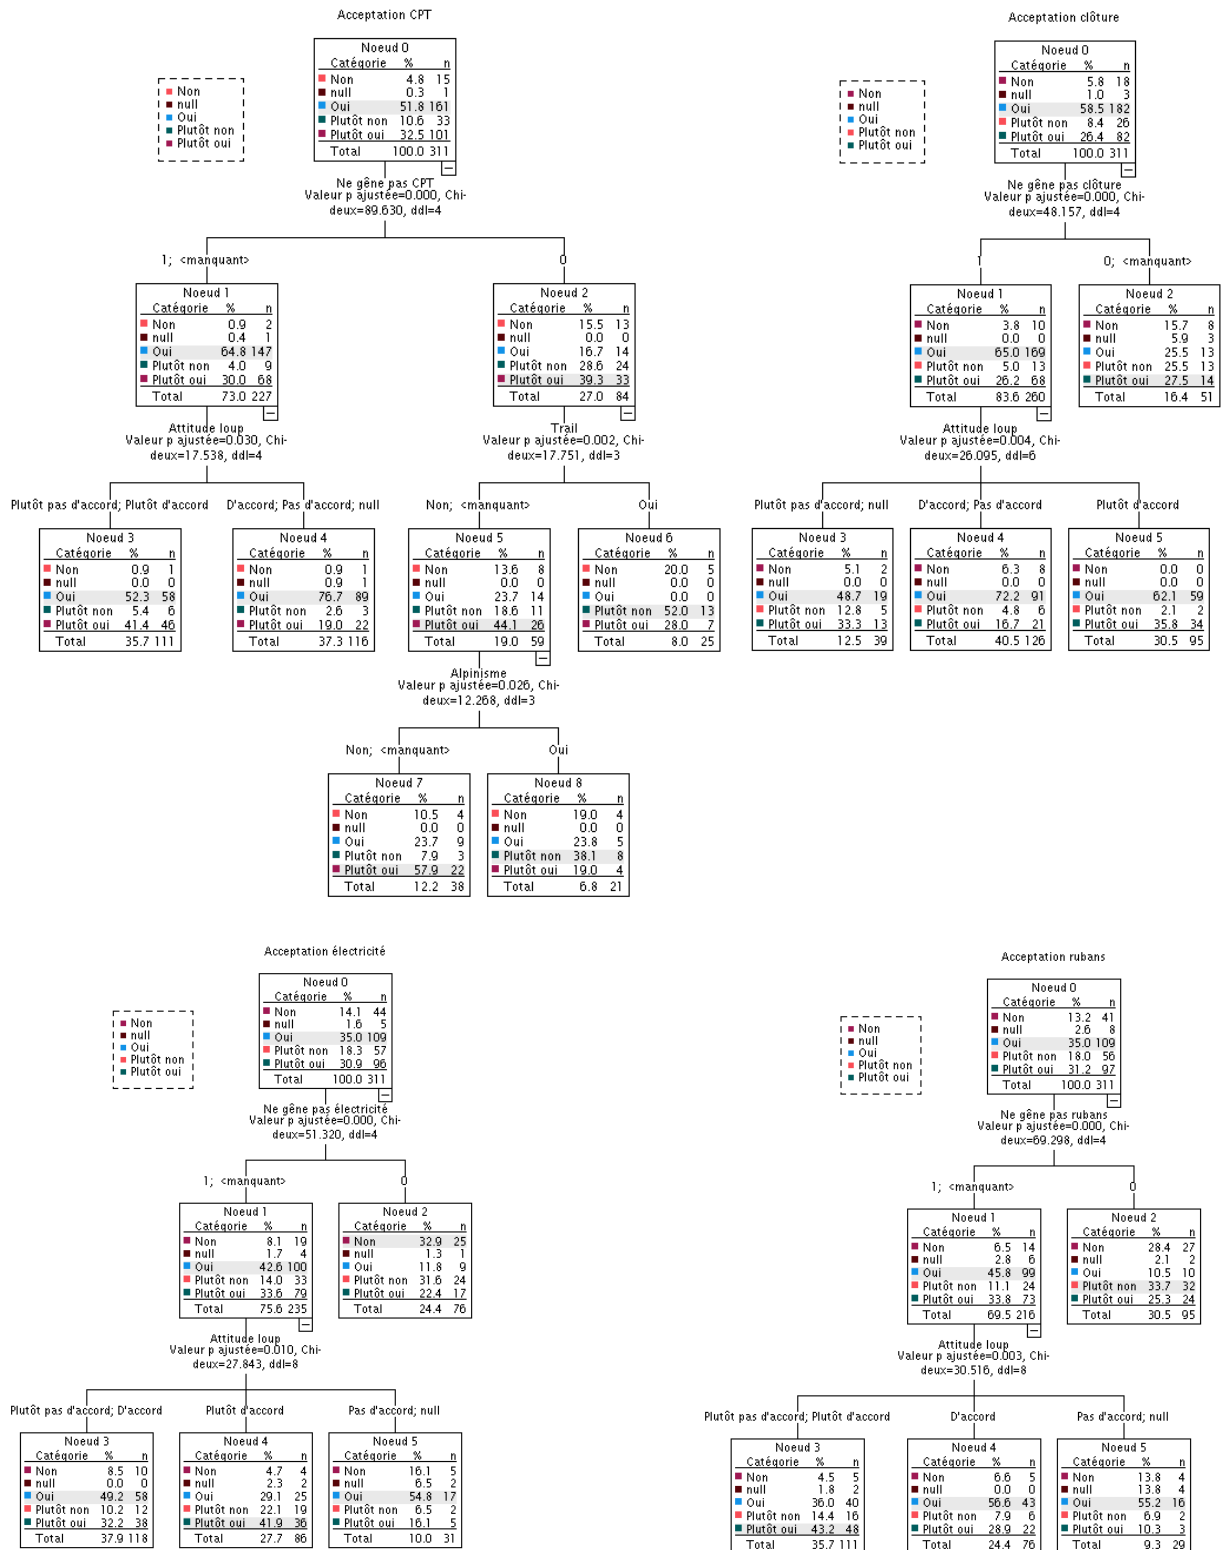 Acceptation CPT
Noeud 0
Catégorie % n
Non 4.8 15
null 0.3 1
Oui 51.8 161
Plutôt non 10.6 33
Plutôt oui 32.5 101
Total 100.0 311
Non
null
Oui
Plutôt non
Plutôt oui
Ne gêne pas CPT
Valeur p ajustée=0.000, Chi-
deux=89.630, ddl=4
1; <manquant>
0
Noeud 1
Catégorie % n
Non 0.9 2
null 0.4 1
Oui 64.8 147
Plutôt non 4.0 9
Plutôt oui 30.0 68
Total 73.0 227
Noeud 2
Catégorie % n
Non 15.5 13
null 0.0 0
Oui 16.7 14
Plutôt non 28.6 24
Plutôt oui 39.3 33
Total 27.0 84
Attitude loup
Valeur p ajustée=0.030, Chi-
deux=17.538, ddl=4
Trail
Valeur p ajustée=0.002, Chi-
deux=17.751, ddl=3
Plutôt pas d'accord; Plutôt d'accord
D'accord; Pas d'accord; null
Non; <manquant>
Oui
Noeud 3
Catégorie % n
Non 0.9 1
null 0.0 0
Oui 52.3 58
Plutôt non 5.4 6
Plutôt oui 41.4 46
Total 35.7 111
Noeud 4
Catégorie % n
Non 0.9 1
null 0.9 1
Oui 76.7 89
Plutôt non 2.6 3
Plutôt oui 19.0 22
Total 37.3 116
Noeud 5
Catégorie % n
Non 13.6 8
null 0.0 0
Oui 23.7 14
Plutôt non 18.6 11
Plutôt oui 44.1 26
Total 19.0 59
Noeud 6
Catégorie % n
Non 20.0 5
null 0.0 0
Oui 0.0 0
Plutôt non 52.0 13
Plutôt oui 28.0 7
Total 8.0 25
Alpinisme
Valeur p ajustée=0.026, Chi-
deux=12.268, ddl=3
Non; <manquant>
Oui
Noeud 7
Catégorie % n
Non 10.5 4
null 0.0 0
Oui 23.7 9
Plutôt non 7.9 3
Plutôt oui 57.9 22
Total 12.2 38
Noeud 8
Catégorie % n
Non 19.0 4
null 0.0 0
Oui 23.8 5
Plutôt non 38.1 8
Plutôt oui 19.0 4
Total 6.8 21
Acceptation clôture
Noeud 0
Catégorie % n
Non 5.8 18
null 1.0 3
Oui 58.5 182
Plutôt non 8.4 26
Plutôt oui 26.4 82
Total 100.0 311
Non
null
Oui
Plutôt non
Plutôt oui
Ne gêne pas clôture
Valeur p ajustée=0.000, Chi-
deux=48.157, ddl=4
1
0; <manquant>
Noeud 1
Catégorie % n
Non 3.8 10
null 0.0 0
Oui 65.0 169
Plutôt non 5.0 13
Plutôt oui 26.2 68
Total 83.6 260
Noeud 2
Catégorie % n
Non 15.7 8
null 5.9 3
Oui 25.5 13
Plutôt non 25.5 13
Plutôt oui 27.5 14
Total 16.4 51
Attitude loup
Valeur p ajustée=0.004, Chi-
deux=26.095, ddl=6
Plutôt pas d'accord; null
D'accord; Pas d'accord
Plutôt d'accord
Noeud 3
Catégorie % n
Non 5.1 2
null 0.0 0
Oui 48.7 19
Plutôt non 12.8 5
Plutôt oui 33.3 13
Total 12.5 39
Noeud 4
Catégorie % n
Non 6.3 8
null 0.0 0
Oui 72.2 91
Plutôt non 4.8 6
Plutôt oui 16.7 21
Total 40.5 126
Noeud 5
Catégorie % n
Non 0.0 0
null 0.0 0
Oui 62.1 59
Plutôt non 2.1 2
Plutôt oui 35.8 34
Total 30.5 95
Acceptation électricité
Noeud 0
Catégorie % n
Non 14.1 44
null 1.6 5
Oui 35.0 109
Plutôt non 18.3 57
Plutôt oui 30.9 96
Total 100.0 311
Non
null
Oui
Plutôt non
Plutôt oui
Ne gêne pas électricité
Valeur p ajustée=0.000, Chi-
deux=51.320, ddl=4
1; <manquant>
0
Noeud 1
Catégorie % n
Non 8.1 19
null 1.7 4
Oui 42.6 100
Plutôt non 14.0 33
Plutôt oui 33.6 79
Total 75.6 235
Noeud 2
Catégorie % n
Non 32.9 25
null 1.3 1
Oui 11.8 9
Plutôt non 31.6 24
Plutôt oui 22.4 17
Total 24.4 76
Attitude loup
Valeur p ajustée=0.010, Chi-
deux=27.843, ddl=8
Plutôt pas d'accord; D'accord
Plutôt d'accord
Pas d'accord; null
Noeud 3
Catégorie % n
Non 8.5 10
null 0.0 0
Oui 49.2 58
Plutôt non 10.2 12
Plutôt oui 32.2 38
Total 37.9 118
Noeud 4
Catégorie % n
Non 4.7 4
null 2.3 2
Oui 29.1 25
Plutôt non 22.1 19
Plutôt oui 41.9 36
Total 27.7 86
Noeud 5
Catégorie % n
Non 16.1 5
null 6.5 2
Oui 54.8 17
Plutôt non 6.5 2
Plutôt oui 16.1 5
Total 10.0 31
Acceptation rubans
Noeud 0
Catégorie % n
Non 13.2 41
null 2.6 8
Oui 35.0 109
Plutôt non 18.0 56
Plutôt oui 31.2 97
Total 100.0 311
Non
null
Oui
Plutôt non
Plutôt oui
Ne gêne pas rubans
Valeur p ajustée=0.000, Chi-
deux=69.298, ddl=4
1; <manquant>
0
Noeud 1
Catégorie % n
Non 6.5 14
null 2.8 6
Oui 45.8 99
Plutôt non 11.1 24
Plutôt oui 33.8 73
Total 69.5 216
Noeud 2
Catégorie % n
Non 28.4 27
null 2.1 2
Oui 10.5 10
Plutôt non 33.7 32
Plutôt oui 25.3 24
Total 30.5 95
Attitude loup
Valeur p ajustée=0.003, Chi-
deux=30.516, ddl=8
Plutôt pas d'accord; Plutôt d'accord
D'accord
Pas d'accord; null
Noeud 3
Catégorie % n
Non 4.5 5
null 1.8 2
Oui 36.0 40
Plutôt non 14.4 16
Plutôt oui 43.2 48
Total 35.7 111
Noeud 4
Catégorie % n
Non 6.6 5
null 0.0 0
Oui 56.6 43
Plutôt non 7.9 6
Plutôt oui 28.9 22
Total 24.4 76
Noeud 5
Catégorie % n
Non 13.8 4
null 13.8 4
Oui 55.2 16
Plutôt non 6.9 2
Plutôt oui 10.3 3
Total 9.3 29